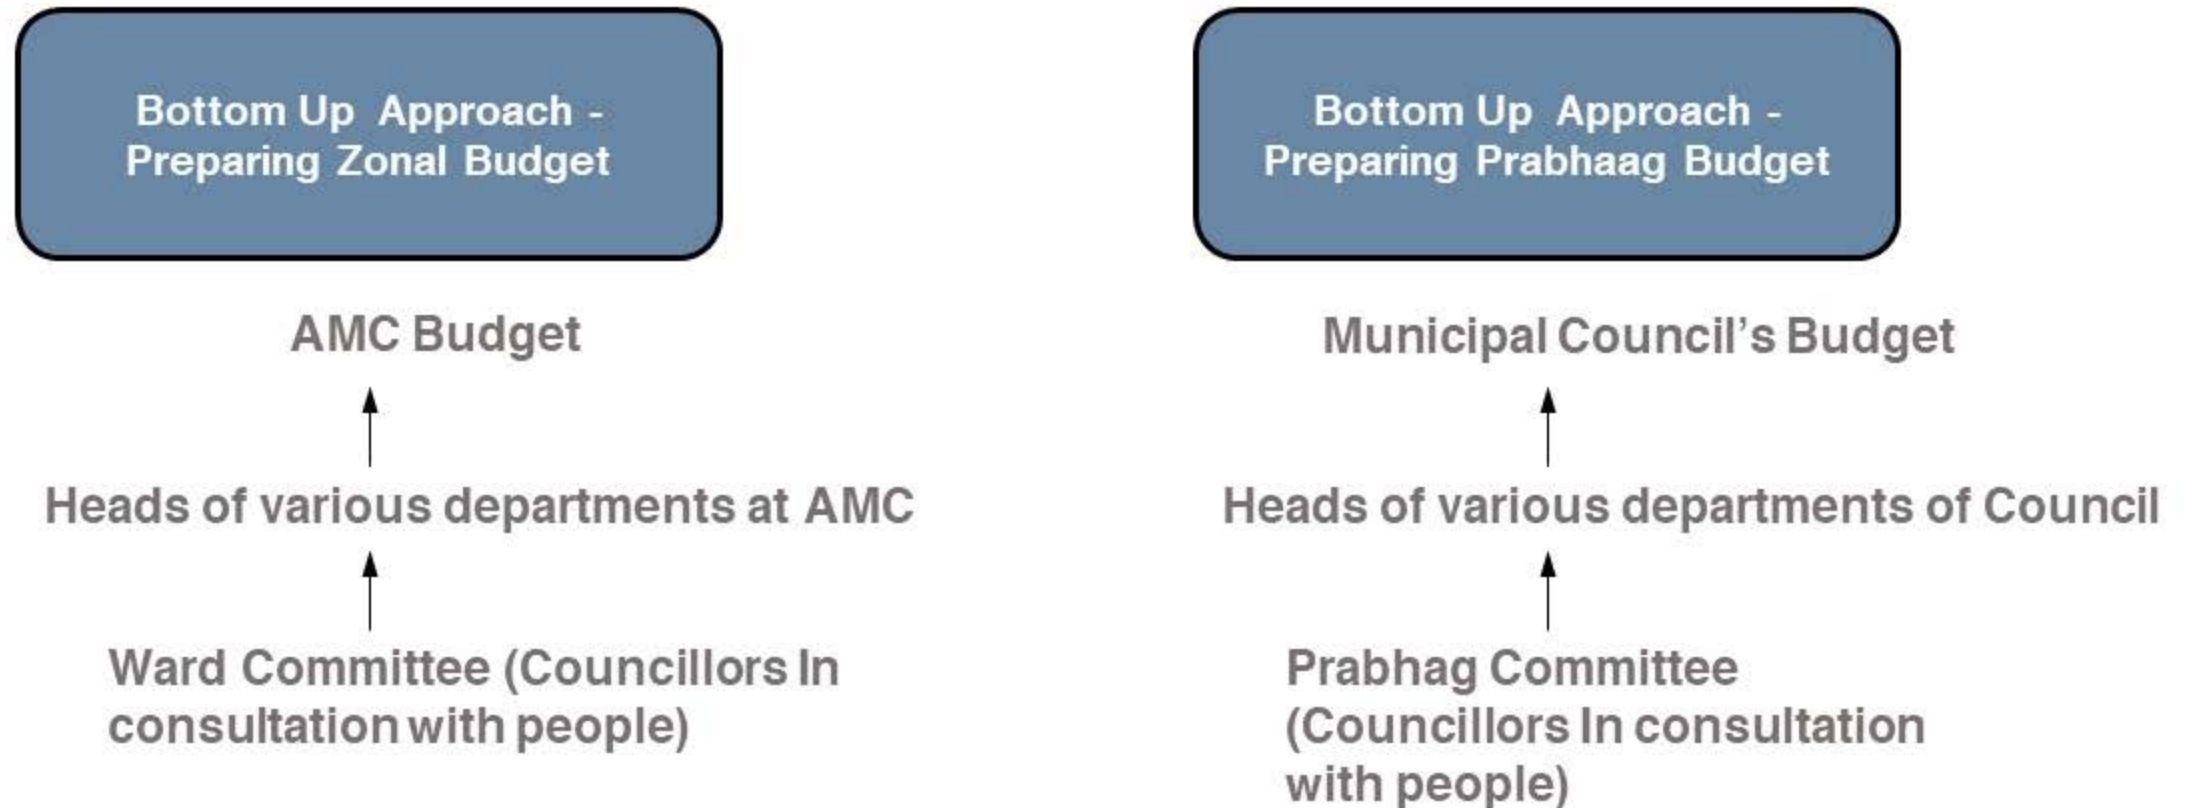 Bottom Up Approach -
Preparing Zonal Budget
AMC Budget
Heads of various departments at AMC
Ward Committee (Councillors In
consultation with people)
Bottom Up Approach -
Preparing Prabhaag Budget
Municipal Council’s Budget
Heads of various departments of Council
Prabhag Committee
(Councillors In consultation
with people)